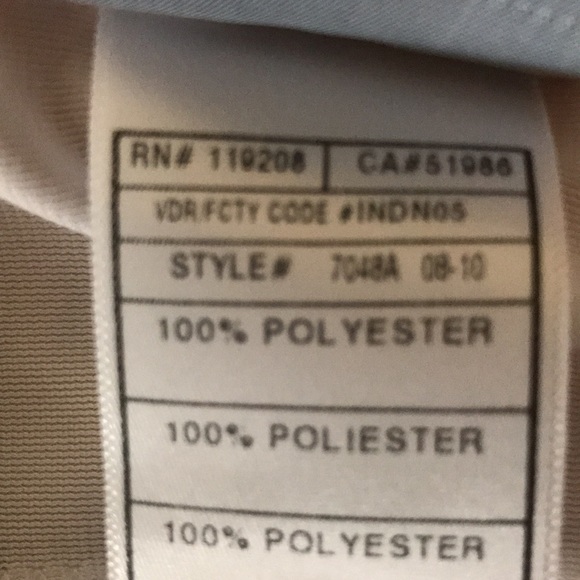 RN# 119208 CA#51986
VDR/FCTY CODE #INDN05
STYLE# 7048A 08-10
100% POLYESTER
100% POLIESTER
100% POLYESTER